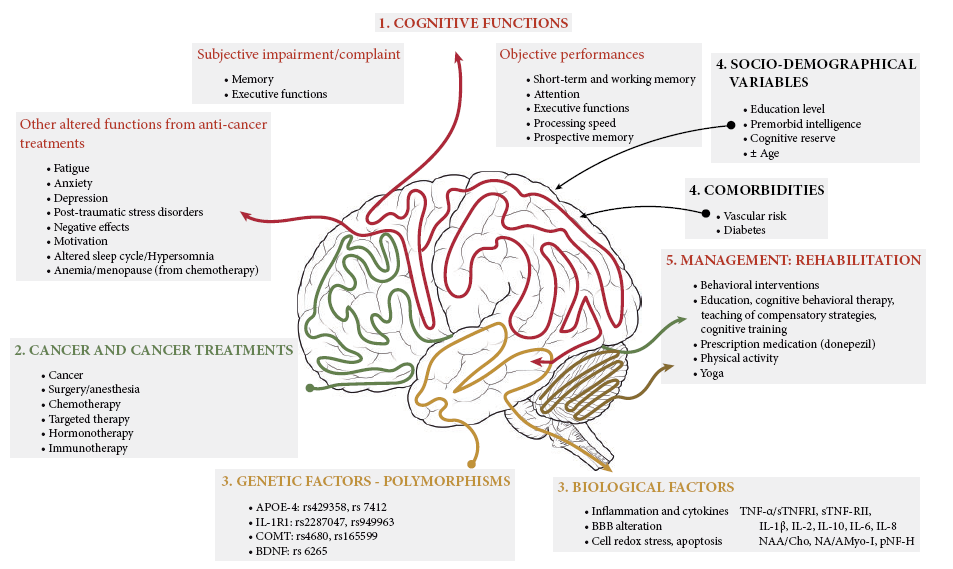 1. COGNITIVE FUNCTIONS
Subjective impairment/complaint
• Memory
• Executive functions
Objective performances
• Short-term and working memory
• Attention
• Executive functions
• Processing speed
• Prospective memory
4. SOCIO-DEMOGRAPHICAL
VARIABLES
• Education level
• Premorbid intelligence
• Cognitive reserve
• ± Age
Other altered functions from anti-cancer
treatments
• Fatigue
• Anxiety
• Depression
• Post-traumatic stress disorders
• Negative effects
• Motivation
• Altered sleep cycle/Hypersomnia
• Anemia/menopause (from chemotherapy)
4. COMORBIDITIES
• Vascular risk
• Diabetes
5. MANAGEMENT: REHABILITATION
• Behavioral interventions
• Education, cognitive behavioral therapy,
teaching of compensatory strategies,
cognitive training
• Prescription medication (donepezil)
• Physical activity
• Yoga
2. CANCER AND CANCER TREATMENTS
• Cancer
• Surgery/anesthesia
• Chemotherapy
• Targeted therapy
• Hormonotherapy
• Immunotherapy
3. GENETIC FACTORS - POLYMORPHISMS
• APOE-4: rs429358, rs 7412
• IL-1R1: rs2287047, rs949963
• COMT: rs4680, rs165599
• BDNF: rs 6265
3. BIOLOGICAL FACTORS
• Inflammation and cytokines TNF-α/sTNFRI, sTNF-RII,
• BBB alteration IL-1β, IL-2, IL-10, IL-6, IL-8
• Cell redox stress, apoptosis NAA/Cho, NA/AMyo-I, pNF-H